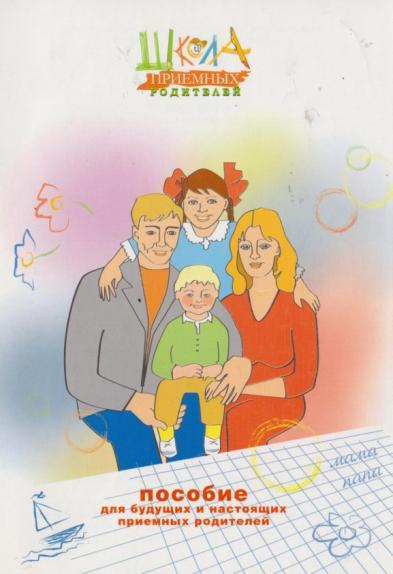 ШКОЛА
ПРИЕМНЫХ
РОДИТЕЛЕЙ
мама
папа
пособие
для будущих и настоящих
приемных родителей